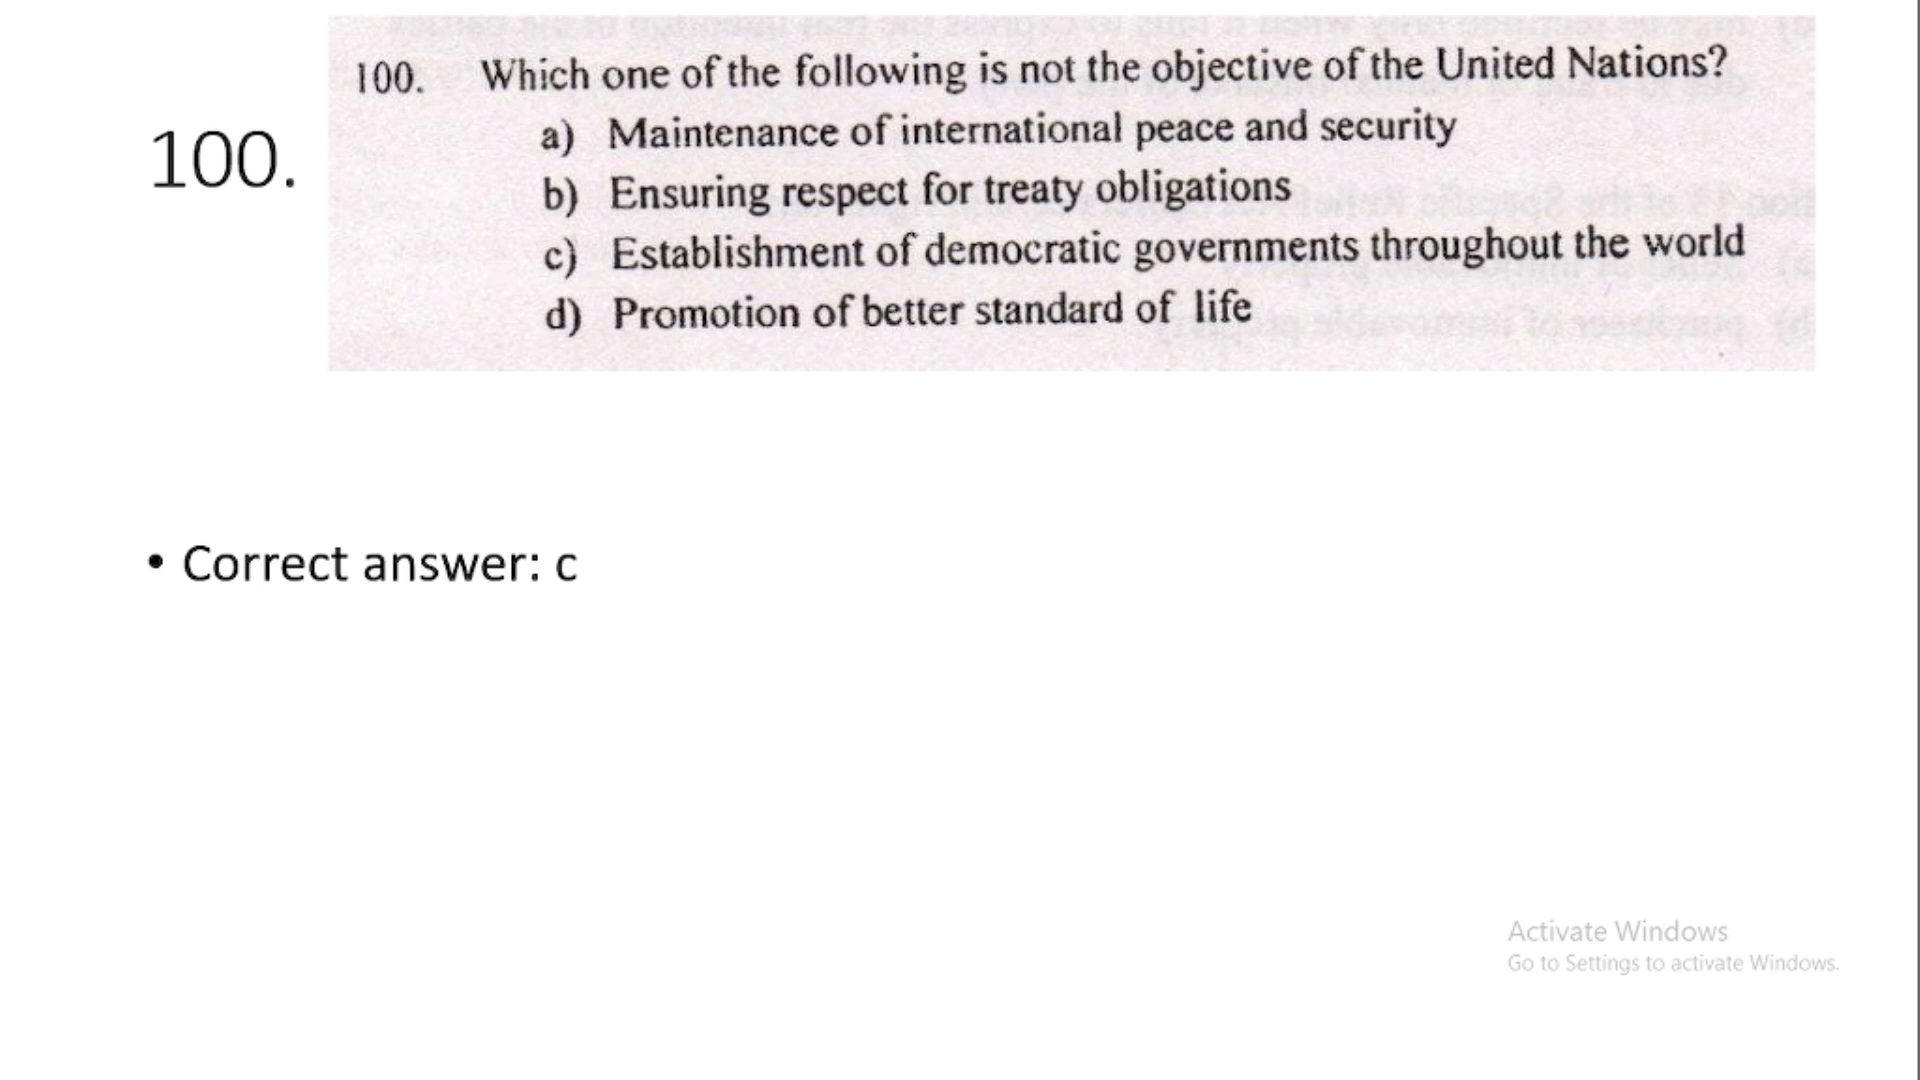 100.
100. Which one of the following is not the objective of the United Nations?
a) Maintenance of international peace and security
b) Ensuring respect for treaty obligations
c) Establishment of democratic governments throughout the world
d) Promotion of better standard of life
• Correct answer: c
Activate Windows
Go to Settings to activate Windows.